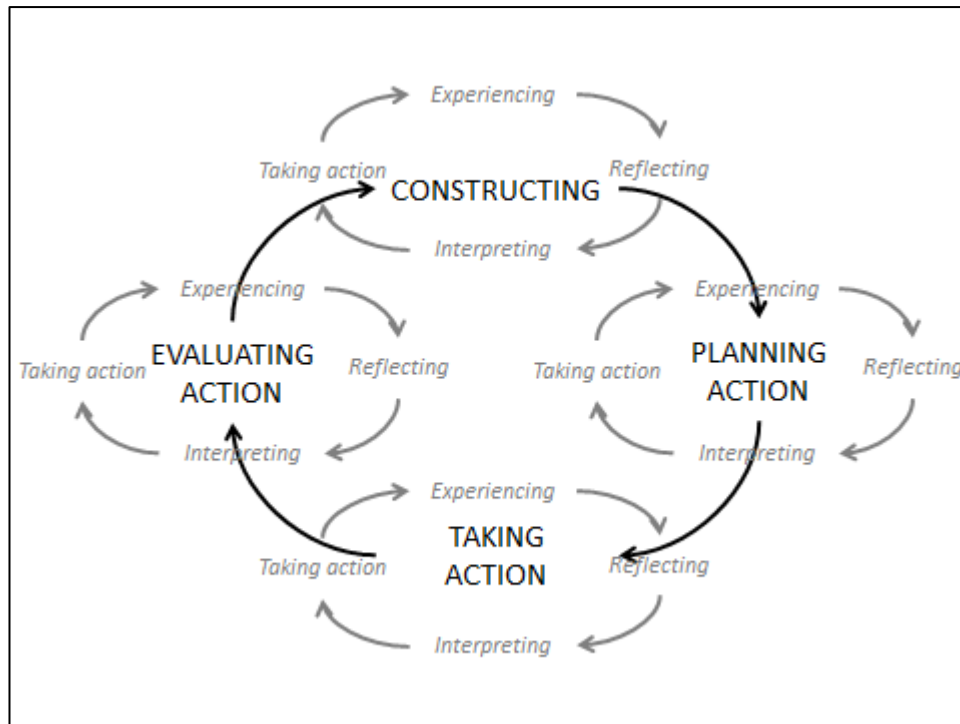 Experiencing
Taking action
Reflecting
CONSTRUCTING
Interpreting
Experiencing
Taking action
EVALUATING
ACTION
Reflecting
Interpreting
Experiencing
Taking action
PLANNING
ACTION
Reflecting
Interpreting
Experiencing
Taking action
TAKING
ACTION
Reflecting
Interpreting